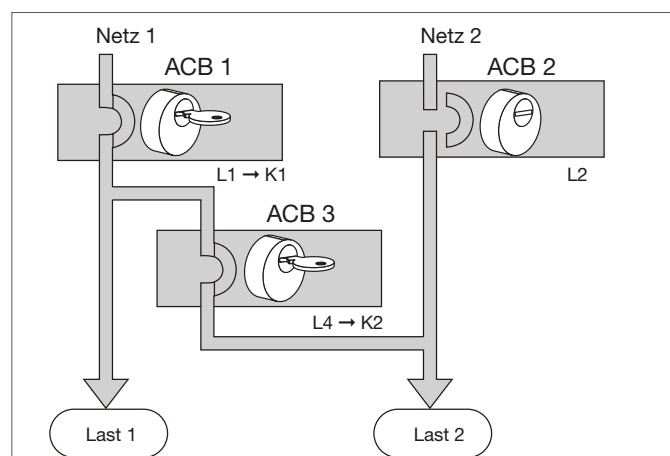 Netz 1
Netz 2
ACB 1
ACB 2
L1 → K1
L2
ACB 3
L4 → K2
Last 1
Last 2